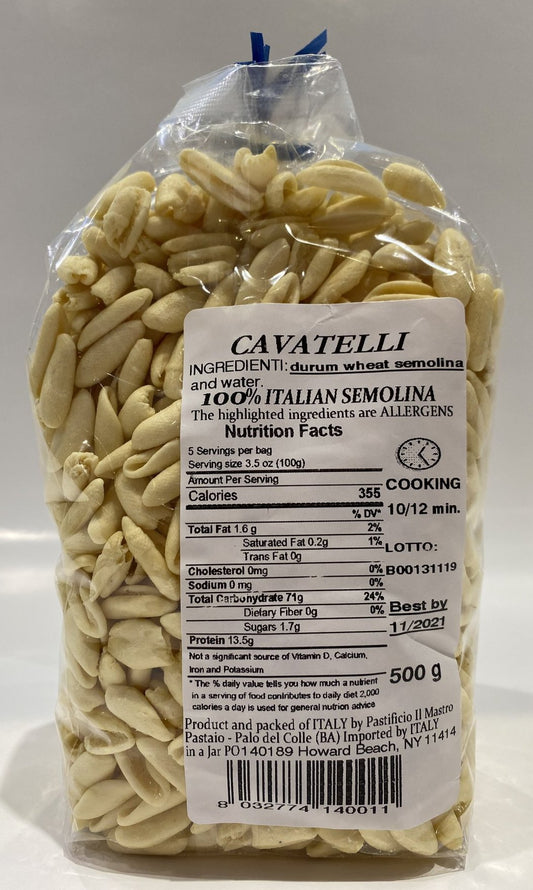 CAVATELLI
INGREDIENTI: durum wheat semolina
and water.
100% ITALIAN SEMOLINA
The highlighted ingredients are ALLERGENS
Nutrition Facts
5 Servings per bag
Serving size 3.5 oz (100g)
Amount Per Serving
Calories 355
% DV*
Total Fat 1.6 g 2%
Saturated Fat 0.2g 1%
Trans Fat 0g
Cholesterol 0mg 0%
Sodium 0 mg 0%
Total Carbohydrate 71g 24%
Dietary Fiber 0g 0%
Sugars 1.7g
Protein 13.5g
Not a significant source of Vitamin D, Calcium,
Iron and Potassium
* The % daily value tells you how much a nutrient
in a serving of food conlributes to daily diet 2,000
calories a day is used for general nutrion advice
COOKING
10/12 min.
LOTTO:
B00131119
Best by
11/2021
500 g
Product and packed of ITALY by Pastificio Il Mastro
Pastaio - Palo del Colle (BA) Imported by ITALY
in a Jar PO140189 Howard Beach, NY 11414
8 032774 140011